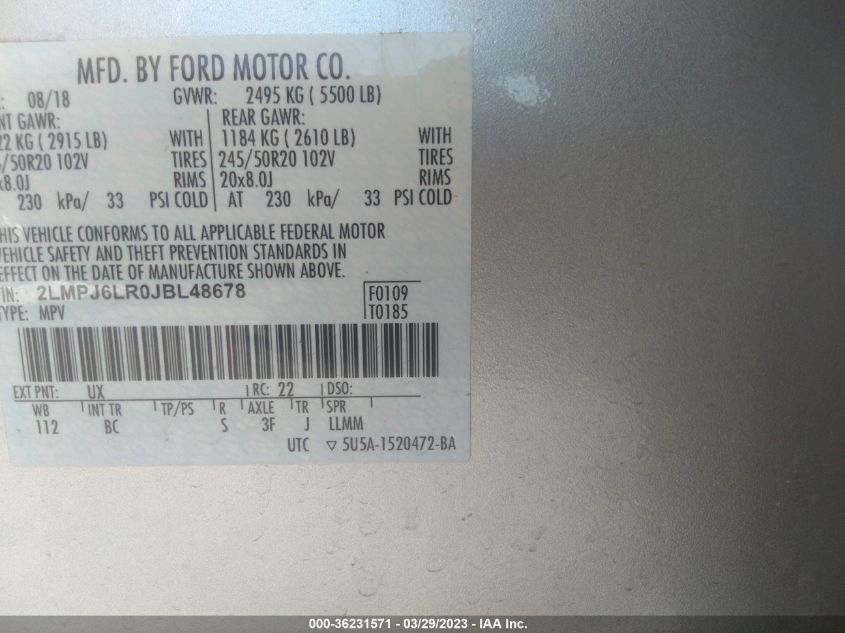 MFD. BY FORD MOTOR CO.
: 08/18 GVWR: 2495 KG ( 5500 LB)
NT GAWR: REAR GAWR:
22 KG ( 2915 LB) WITH 1184 KG ( 2610 LB) WITH
/50R20 102V TIRES 245/50R20 102V TIRES
x8.0J RIMS 20x8.0J RIMS
230 kPa/ 33 PSI COLD AT 230 kPa/ 33 PSI COLD
HIS VEHICLE CONFORMS TO ALL APPLICABLE FEDERAL MOTOR
VEHICLE SAFETY AND THEFT PREVENTION STANDARDS IN
EFFECT ON THE DATE OF MANUFACTURE SHOWN ABOVE.
IN: 2LMPJ6LR0JBL48678 F0109
TYPE: MPV T0185
EXT PNT: UX RC: 22 DSO:
WB INT TR TP/PS R AXLE TR SPR
112 BC S 3F J LLMM
UTC ▽ 5U5A-1520472-BA
000-36231571 — 03/29/2023 — IAA Inc.